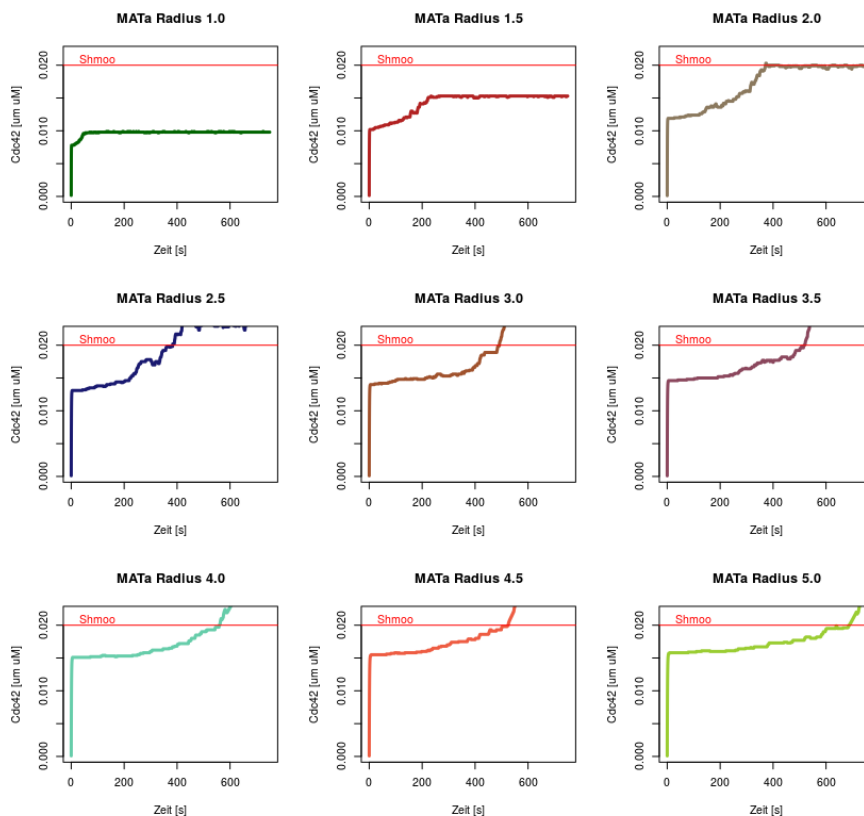 MATa Radius 1.0
Cdc42 [um uM]
0.020
0.010
0.000
Shmoo
0
200
400
600
Zeit [s]
MATa Radius 1.5
Cdc42 [um uM]
0.020
0.010
0.000
Shmoo
0
200
400
600
Zeit [s]
MATa Radius 2.0
Cdc42 [um uM]
0.020
0.010
0.000
Shmoo
0
200
400
600
Zeit [s]
MATa Radius 2.5
Cdc42 [um uM]
0.020
0.010
0.000
Shmoo
0
200
400
600
Zeit [s]
MATa Radius 3.0
Cdc42 [um uM]
0.020
0.010
0.000
Shmoo
0
200
400
600
Zeit [s]
MATa Radius 3.5
Cdc42 [um uM]
0.020
0.010
0.000
Shmoo
0
200
400
600
Zeit [s]
MATa Radius 4.0
Cdc42 [um uM]
0.020
0.010
0.000
Shmoo
0
200
400
600
Zeit [s]
MATa Radius 4.5
Cdc42 [um uM]
0.020
0.010
0.000
Shmoo
0
200
400
600
Zeit [s]
MATa Radius 5.0
Cdc42 [um uM]
0.020
0.010
0.000
Shmoo
0
200
400
600
Zeit [s]